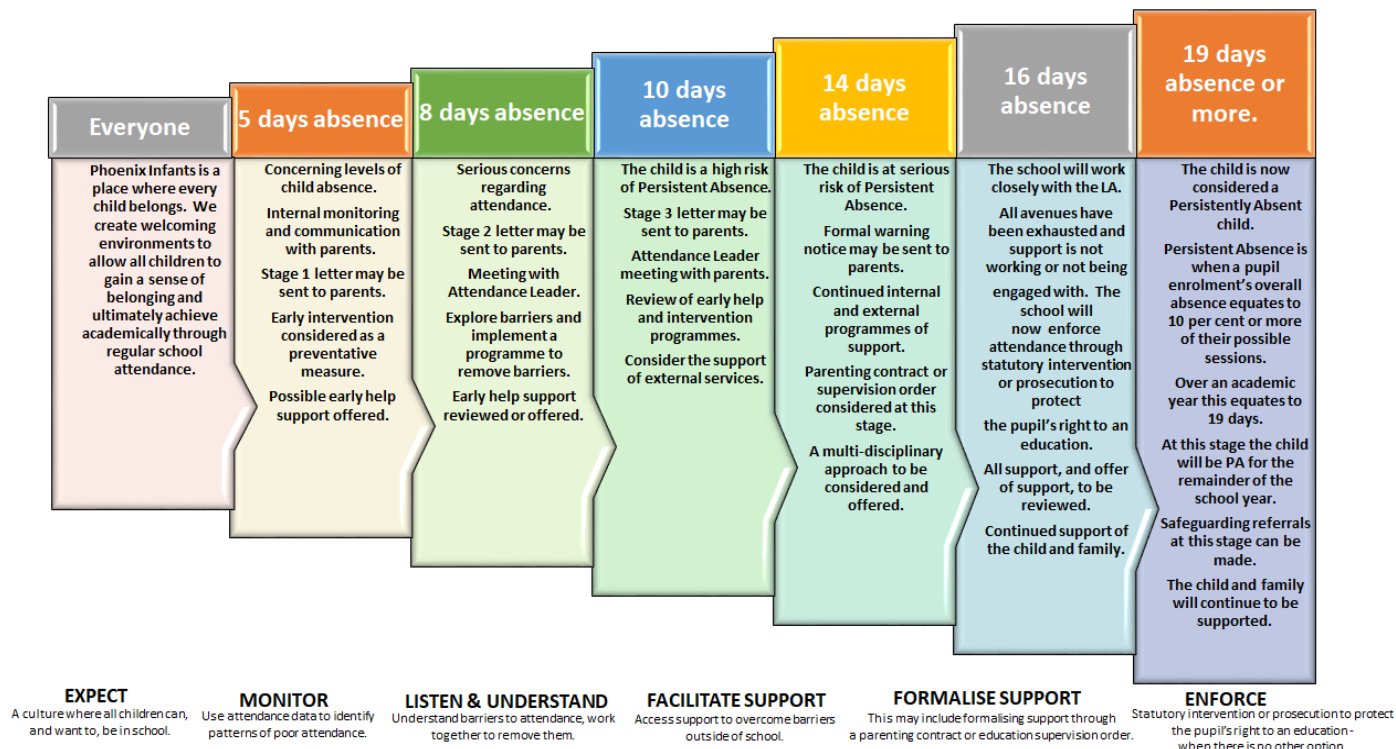 Everyone
Phoenix Infants is a
place where every
child belongs. We
create welcoming
environments to
allow all children to
gain a sense of
belonging and
ultimately achieve
academically through
regular school
attendance.
5 days absence
Concerning levels of
child absence.
Internal monitoring
and communication
with parents.
Stage 1 letter may be
sent to parents.
Early intervention
considered as a
preventative
measure.
Possible early help
support offered.
8 days absence
Serious concerns
regarding
attendance.
Stage 2 letter may be
sent to parents.
Meeting with
Attendance Leader.
Explore barriers and
implement a
programme to
remove barriers.
Early help support
reviewed or offered.
10 days
absence
The child is a high risk
of Persistent Absence.
Stage 3 letter may be
sent to parents.
Attendance Leader
meeting with parents.
Review of early help
and intervention
programmes.
Consider the support
of external services.
14 days
absence
The child is at serious
risk of Persistent
Absence.
Formal warning
notice may be sent to
parents.
Continued internal
and external
programmes of
support.
Parenting contract or
supervision order
considered at this
stage.
A multi-disciplinary
approach to be
considered and
offered.
16 days
absence
The school will work
closely with the LA.
All avenues have
been exhausted and
support is not
working or not being
engaged with. The
school will
now enforce
attendance through
statutory intervention
or prosecution to
protect
the pupil's right to an
education.
All support, and offer
of support, to be
reviewed.
Continued support of
the child and family.
19 days
absence or
more.
The child is now
considered a
Persistently Absent
child.
Persistent Absence is
when a pupil
enrolment's overall
absence equates to
10 per cent or more
of their possible
sessions.
Over an academic
year this equates to
19 days.
At this stage the child
will be PA for the
remainder of the
school year.
Safeguarding referrals
at this stage can be
made.
The child and family
will continue to be
supported.
EXPECT
A culture where all children can,
and want to, be in school.
MONITOR
Use attendance data to identify
patterns of poor attendance.
LISTEN & UNDERSTAND
Understand barriers to attendance, work
together to remove them.
FACILITATE SUPPORT
Access support to overcome barriers
outside of school.
FORMALISE SUPPORT
This may include formalising support through
a parenting contract or education supervision order.
ENFORCE
Statutory intervention or prosecution to protect
the pupil's right to an education-
when there is no other option